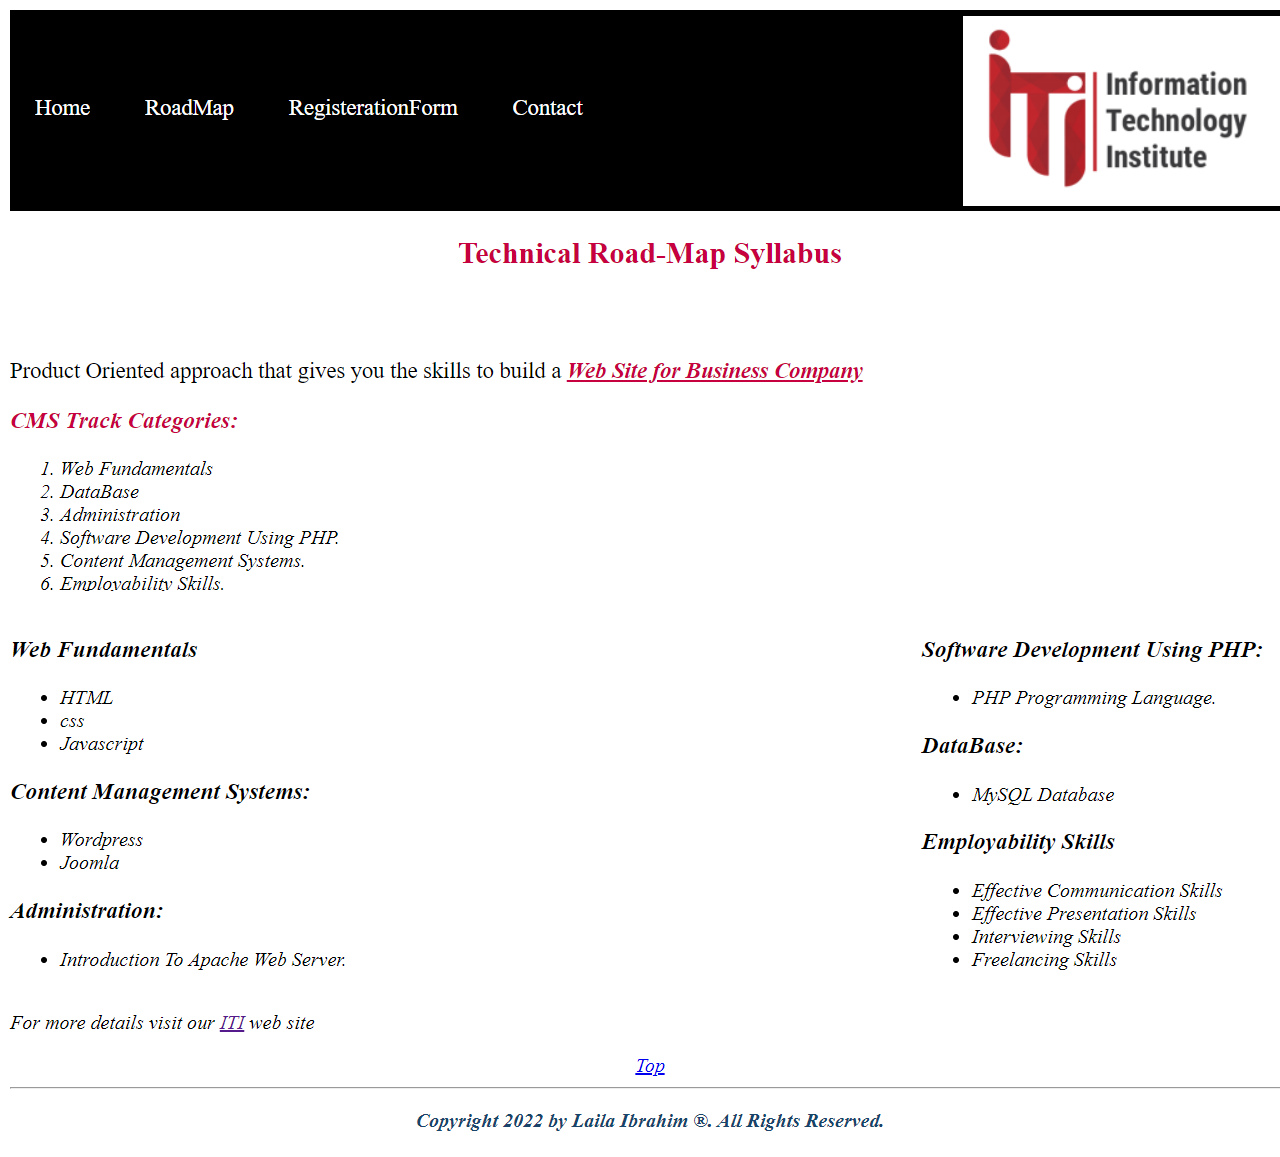 Home RoadMap RegisterationForm Contact
iTi
Information
Technology
Institute
Technical Road-Map Syllabus
Product Oriented approach that gives you the skills to build a Web Site for Business Company
CMS Track Categories:
1. Web Fundamentals
2. DataBase
3. Administration
4. Software Development Using PHP.
5. Content Management Systems.
6. Employability Skills.
Web Fundamentals
• HTML
• css
• Javascript
Content Management Systems:
• Wordpress
• Joomla
Administration:
• Introduction To Apache Web Server.
Software Development Using PHP:
• PHP Programming Language.
DataBase:
• MySQL Database
Employability Skills
• Effective Communication Skills
• Effective Presentation Skills
• Interviewing Skills
• Freelancing Skills
For more details visit our ITI web site
Top
Copyright 2022 by Laila Ibrahim ®. All Rights Reserved.